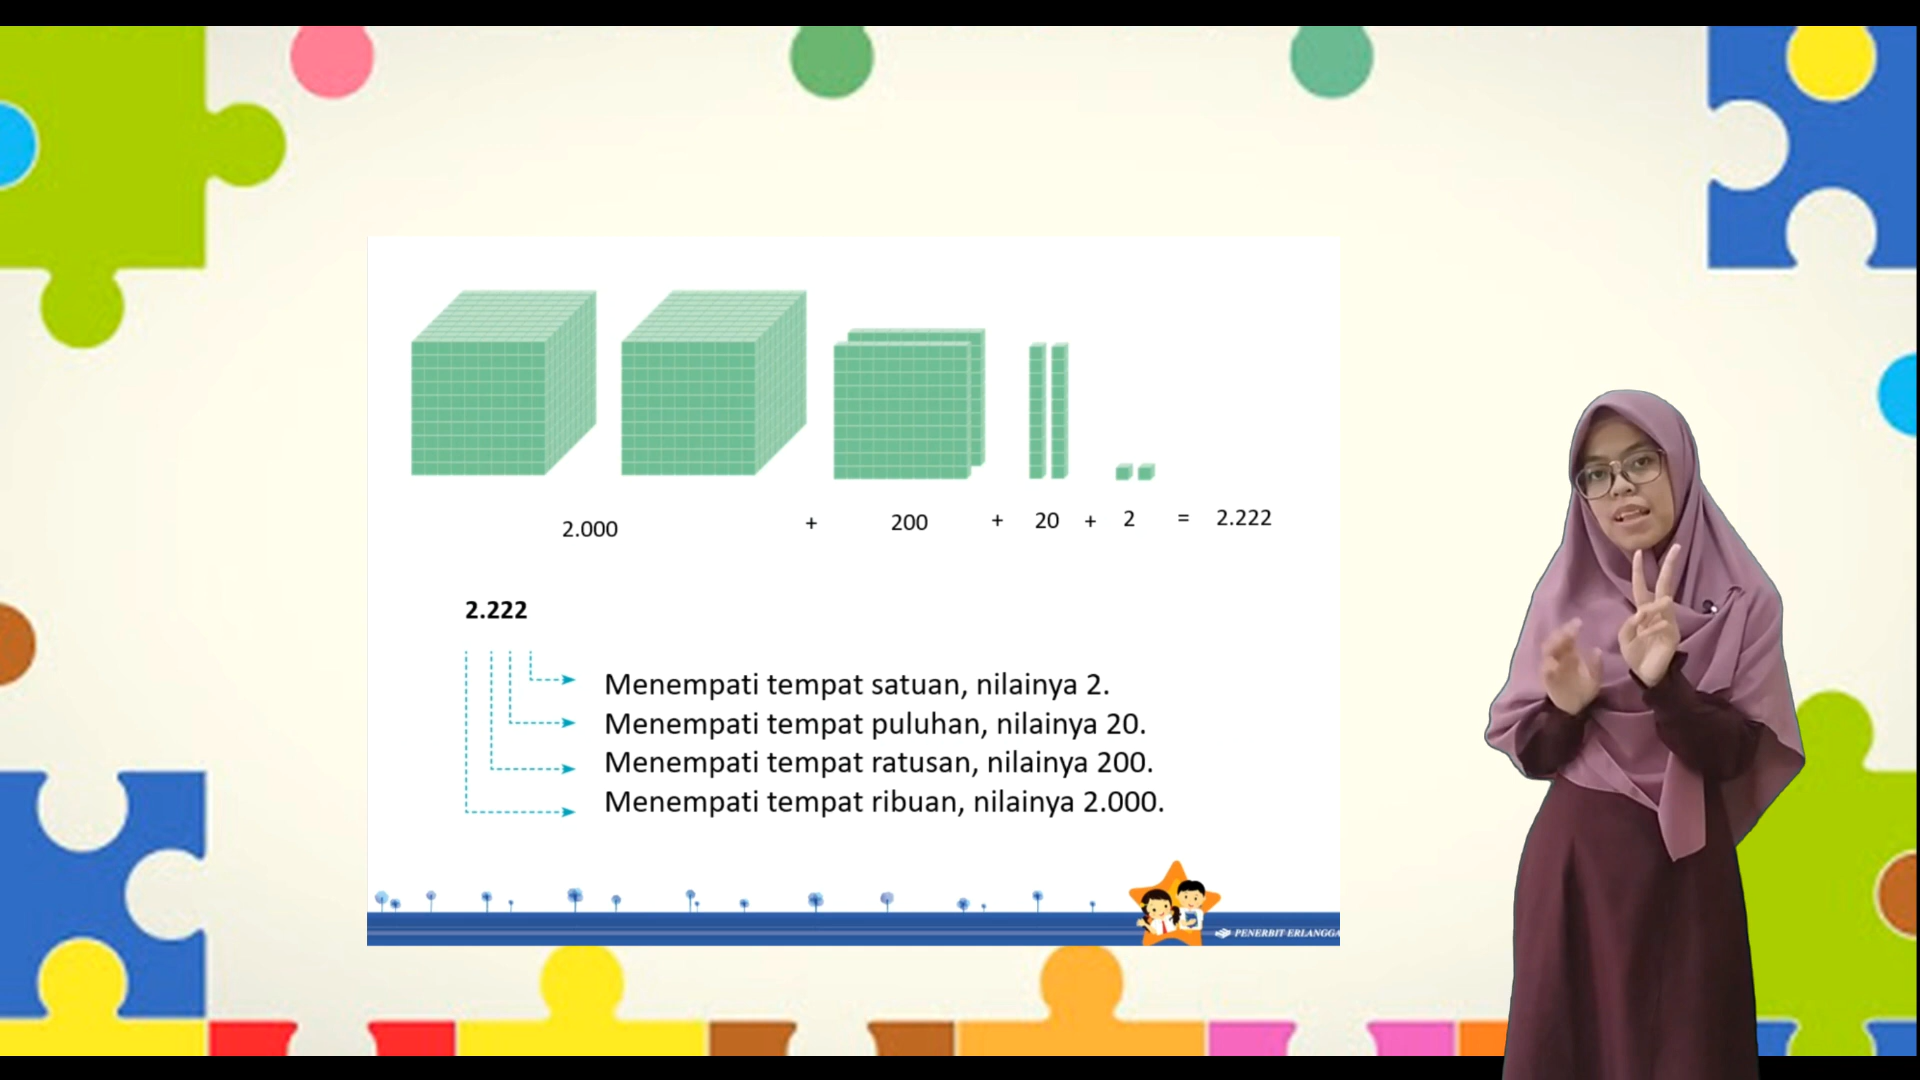 2.000 + 200 + 20 + 2 = 2.222
2.222
Menempati tempat satuan, nilainya 2.
Menempati tempat puluhan, nilainya 20.
Menempati tempat ratusan, nilainya 200.
Menempati tempat ribuan, nilainya 2.000.
PENERBIT ERLANGGA